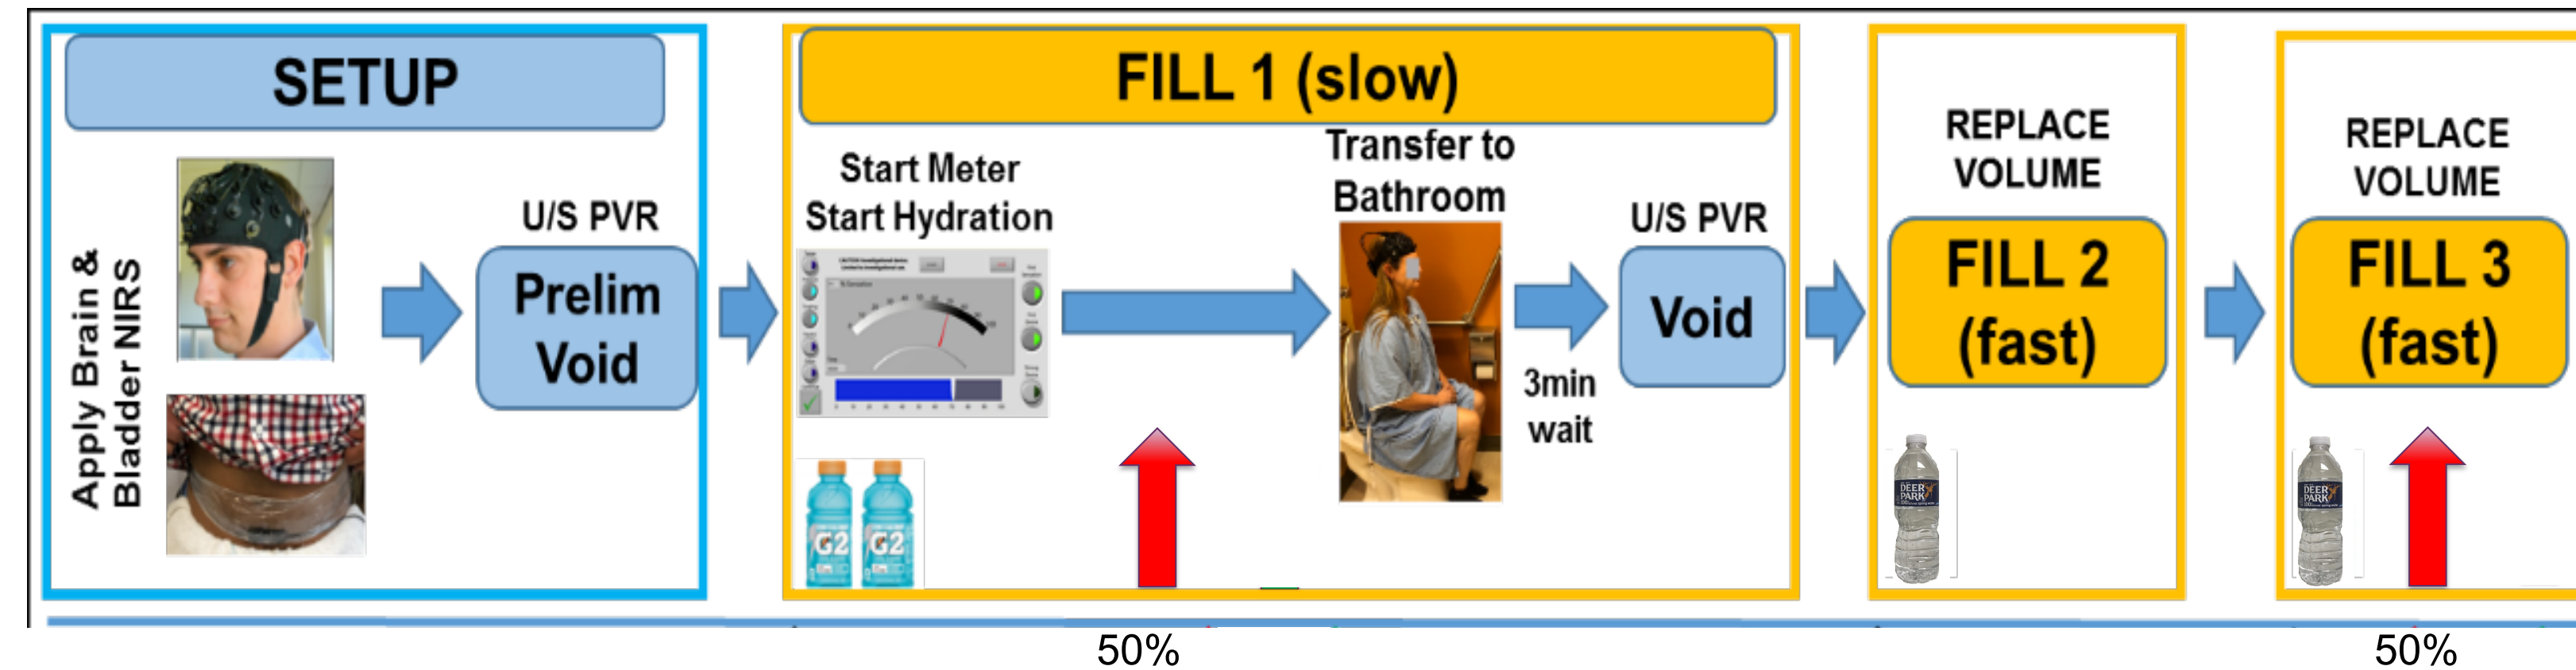 SETUP
Apply Brain &
Bladder NIRS
U/S PVR
Prelim
Void
FILL 1 (slow)
Start Meter
Start Hydration
G2
G2
Transfer to
Bathroom
3min
wait
U/S PVR
Void
REPLACE
VOLUME
FILL 2
(fast)
DEER
PARK
REPLACE
VOLUME
FILL 3
(fast)
DEER
PARK
50%
50%